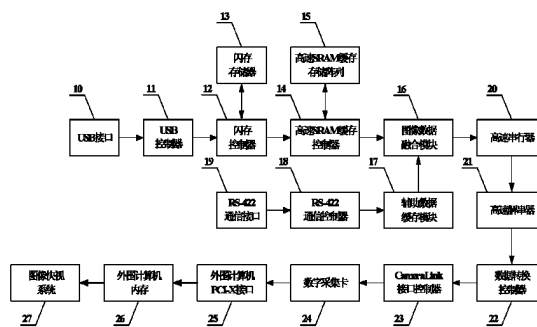 13
15
闪存
存储器
高速SRAM缓存
存储阵列
10
11
12
14
16
20
USB接口
USB
控制器
闪存
控制器
高速SRAM缓存
控制器
图像数据
融合模块
高速串行器
19
18
17
21
RS-422
通信接口
RS-422
通信控制器
辅助数据
缓存模块
高速解串器
图像快视
系统
外围计算机
内存
外围计算机
PCI-X接口
数字采集卡
CameraLink
接口控制器
数据转换
控制器
27
26
25
24
23
22